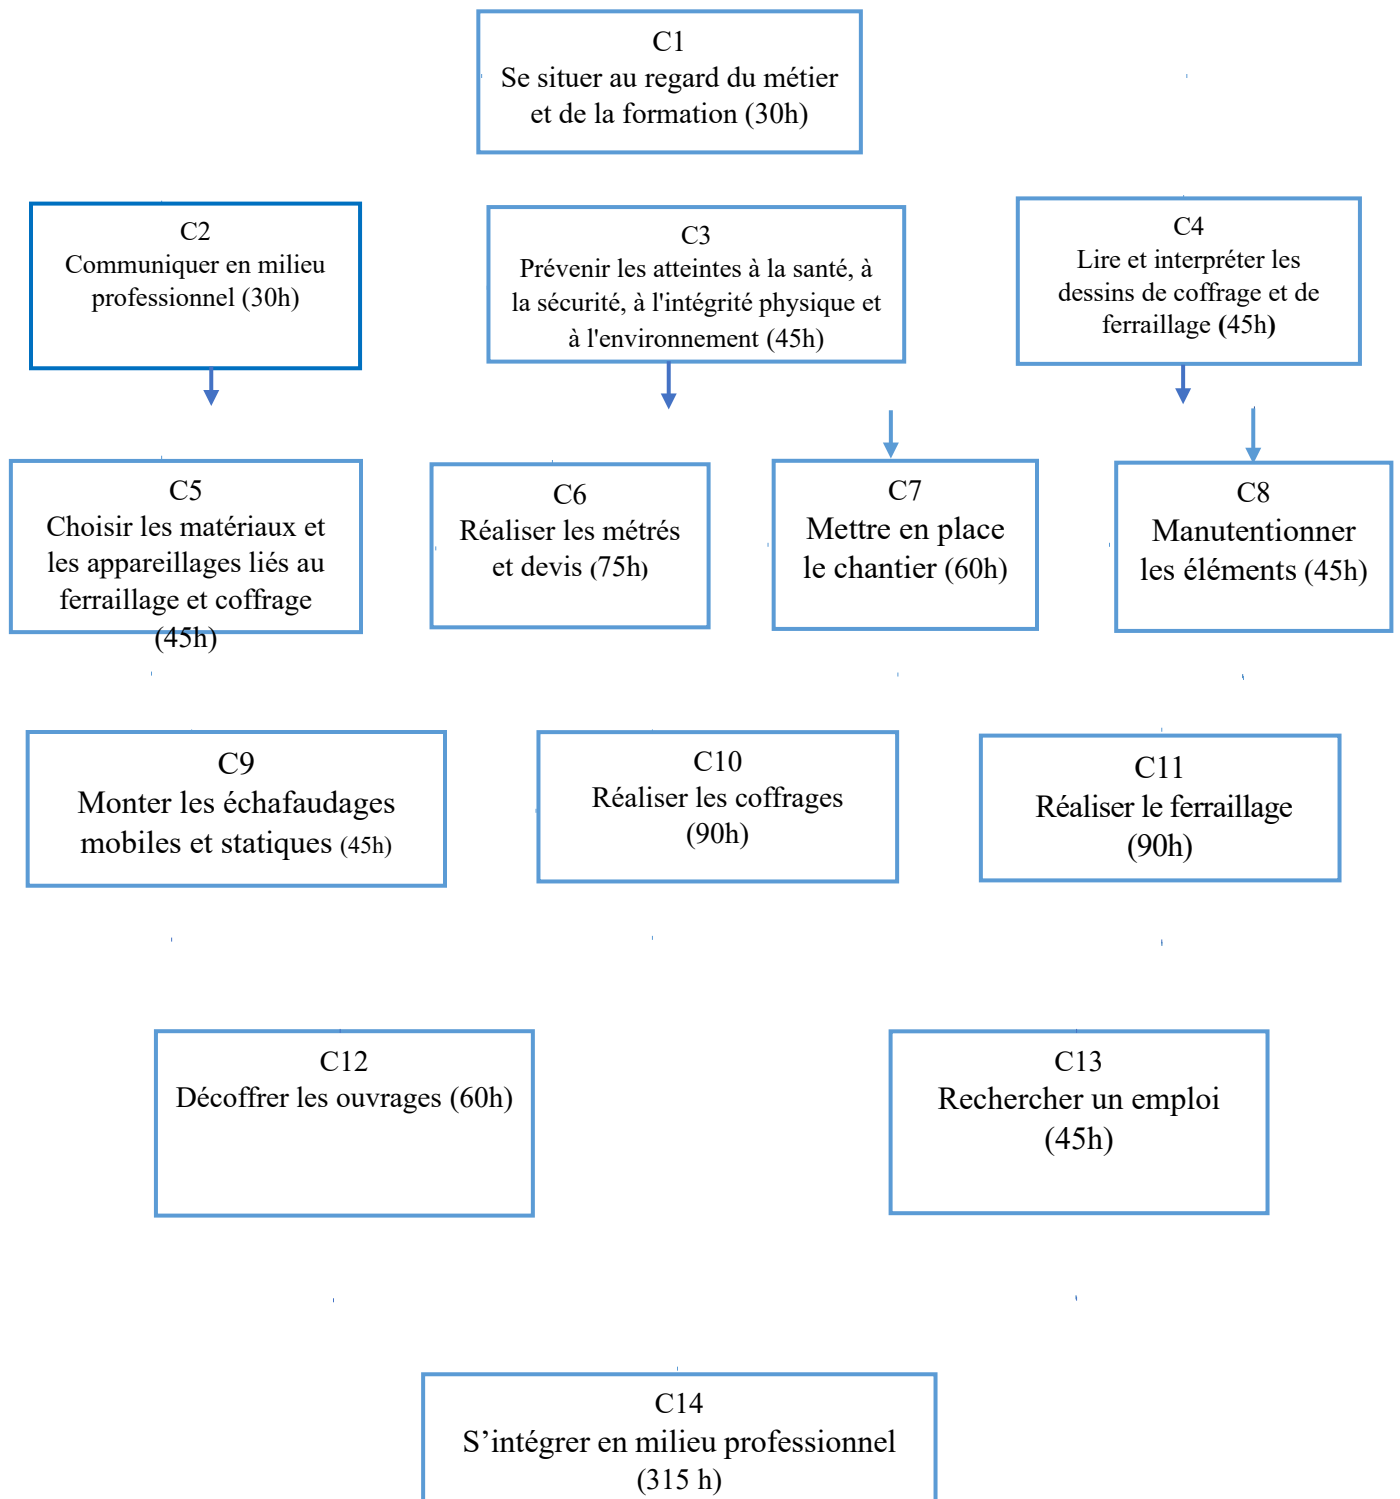 C1
Se situer au regard du métier
et de la formation (30h)
C2
Communiquer en milieu
professionnel (30h)
C3
Prévenir les atteintes à la santé, à
la sécurité, à l'intégrité physique et
à l'environnement (45h)
C4
Lire et interpréter les
dessins de coffrage et de
ferraillage (45h)
C5
Choisir les matériaux et
les appareillages liés au
ferraillage et coffrage
(45h)
C6
Réaliser les métrés
et devis (75h)
C7
Mettre en place
le chantier (60h)
C8
Manutentionner
les éléments (45h)
C9
Monter les échafaudages
mobiles et statiques (45h)
C10
Réaliser les coffrages
(90h)
C11
Réaliser le ferraillage
(90h)
C12
Décoffrer les ouvrages (60h)
C13
Rechercher un emploi
(45h)
C14
S’intégrer en milieu professionnel
(315 h)